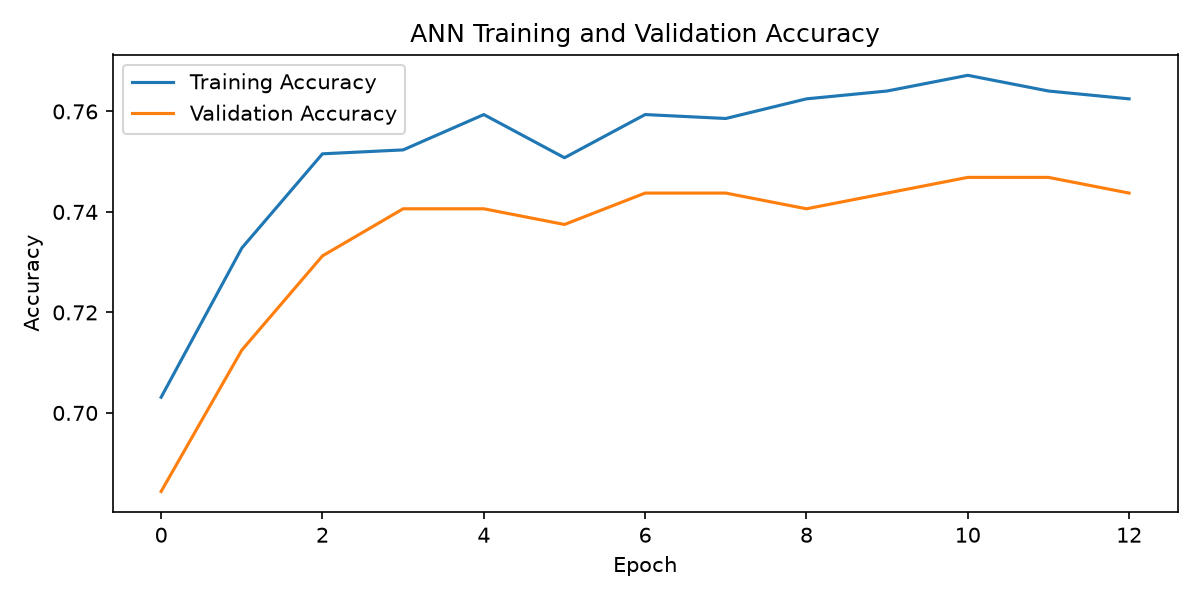 ANN Training and Validation Accuracy
Training Accuracy
Validation Accuracy
0.76
0.74
0.72
0.70
Accuracy
0 2 4 6 8 10 12
Epoch